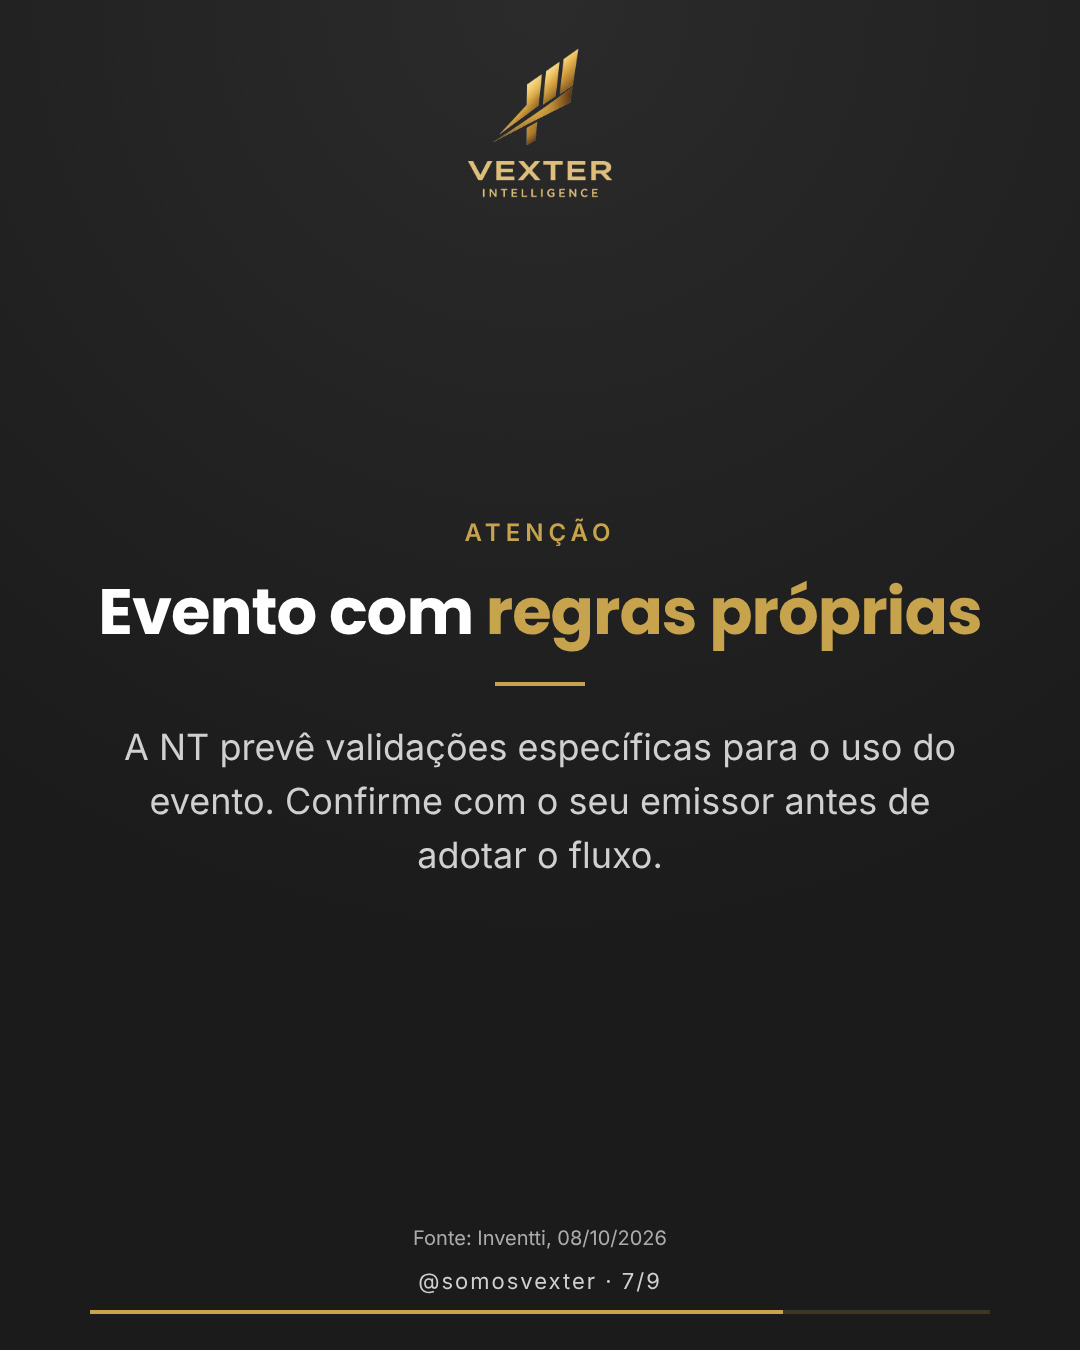 VEXTER
INTELLIGENCE
ATENÇÃO
Evento com regras próprias
A NT prevê validações específicas para o uso do
evento. Confirme com o seu emissor antes de
adotar o fluxo.
Fonte: Inventti, 08/10/2026
@somosvexter · 7/9